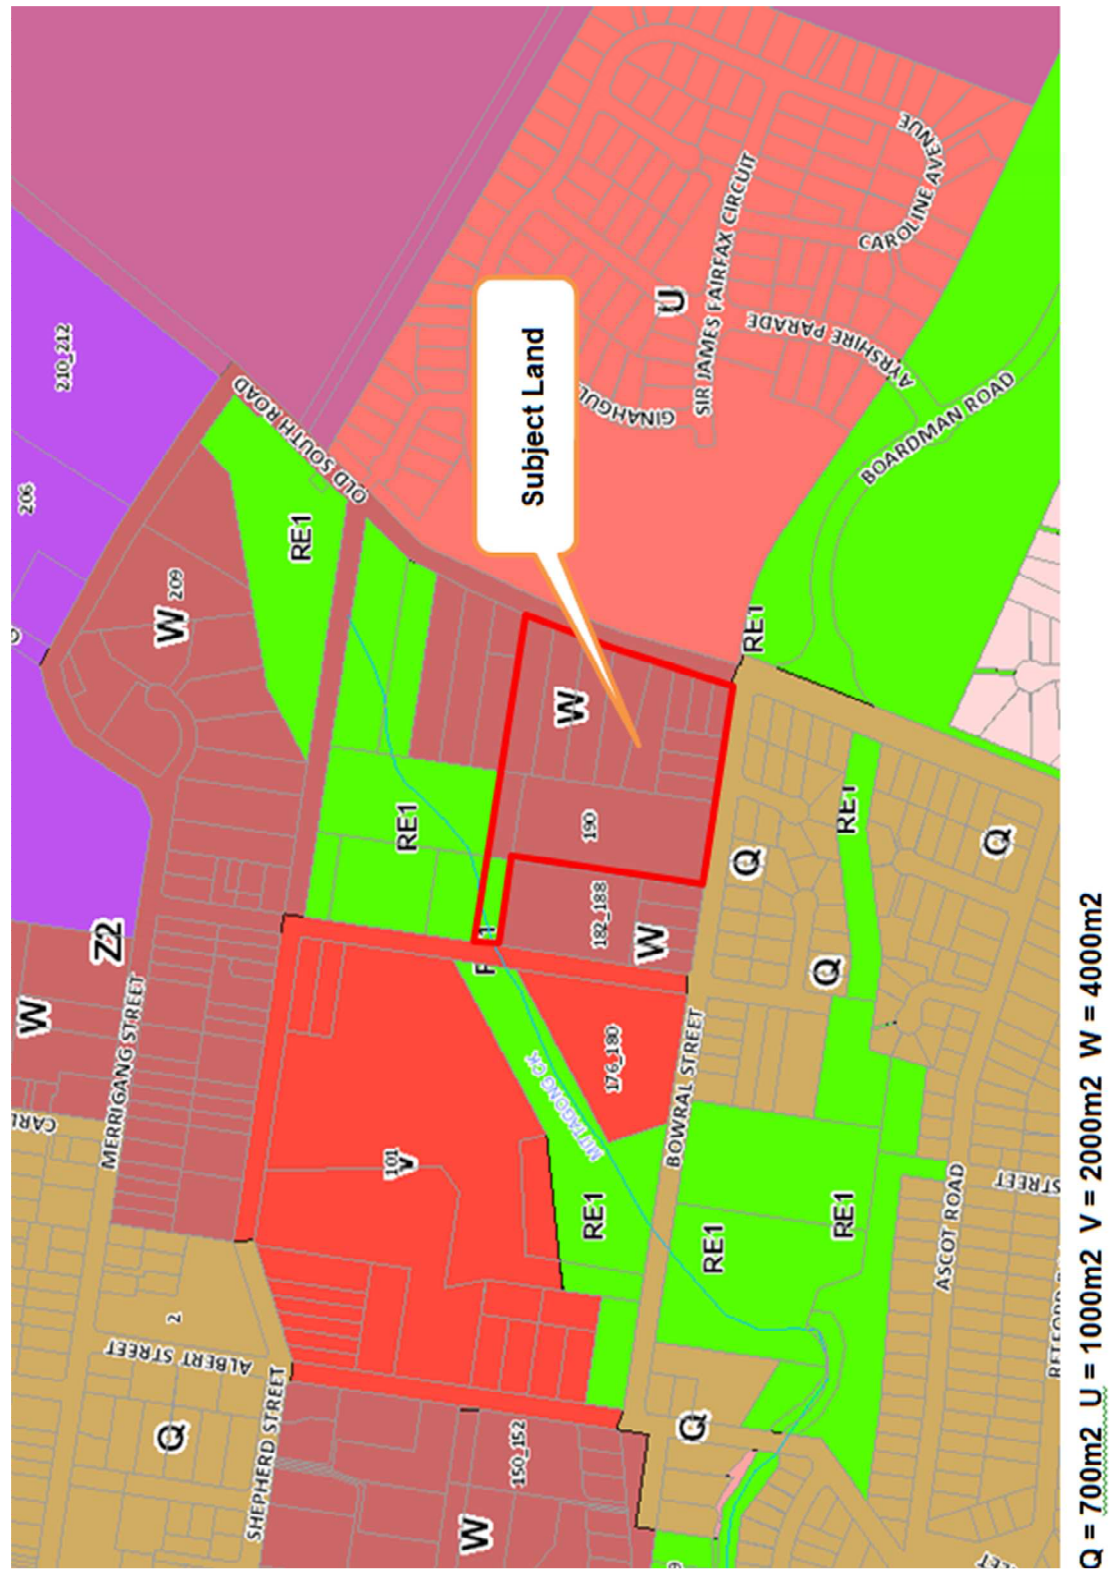 210_212
206
OLD SOUTH ROAD
RE1
W 209
CAROLINE AVENUE
SIR JAMES FAIRFAX CIRCUIT
U
AYRSHIRE PARADE
BOARDMAN ROAD
Subject Land
RE1
W
190
RE1
182_188
W
Q
RE1
Q
Q
W
Z2
MERRIGANG STREET
MITTAGONG CK
176_180
BOWRAL STREET
101
V
RE1
RE1
RE1
ASCOT ROAD
STREET
2
ALBERT STREET
Q
SHEPHERD STREET
150_152
W
Q
Q = 700m2 U = 1000m2 V = 2000m2 W = 4000m2